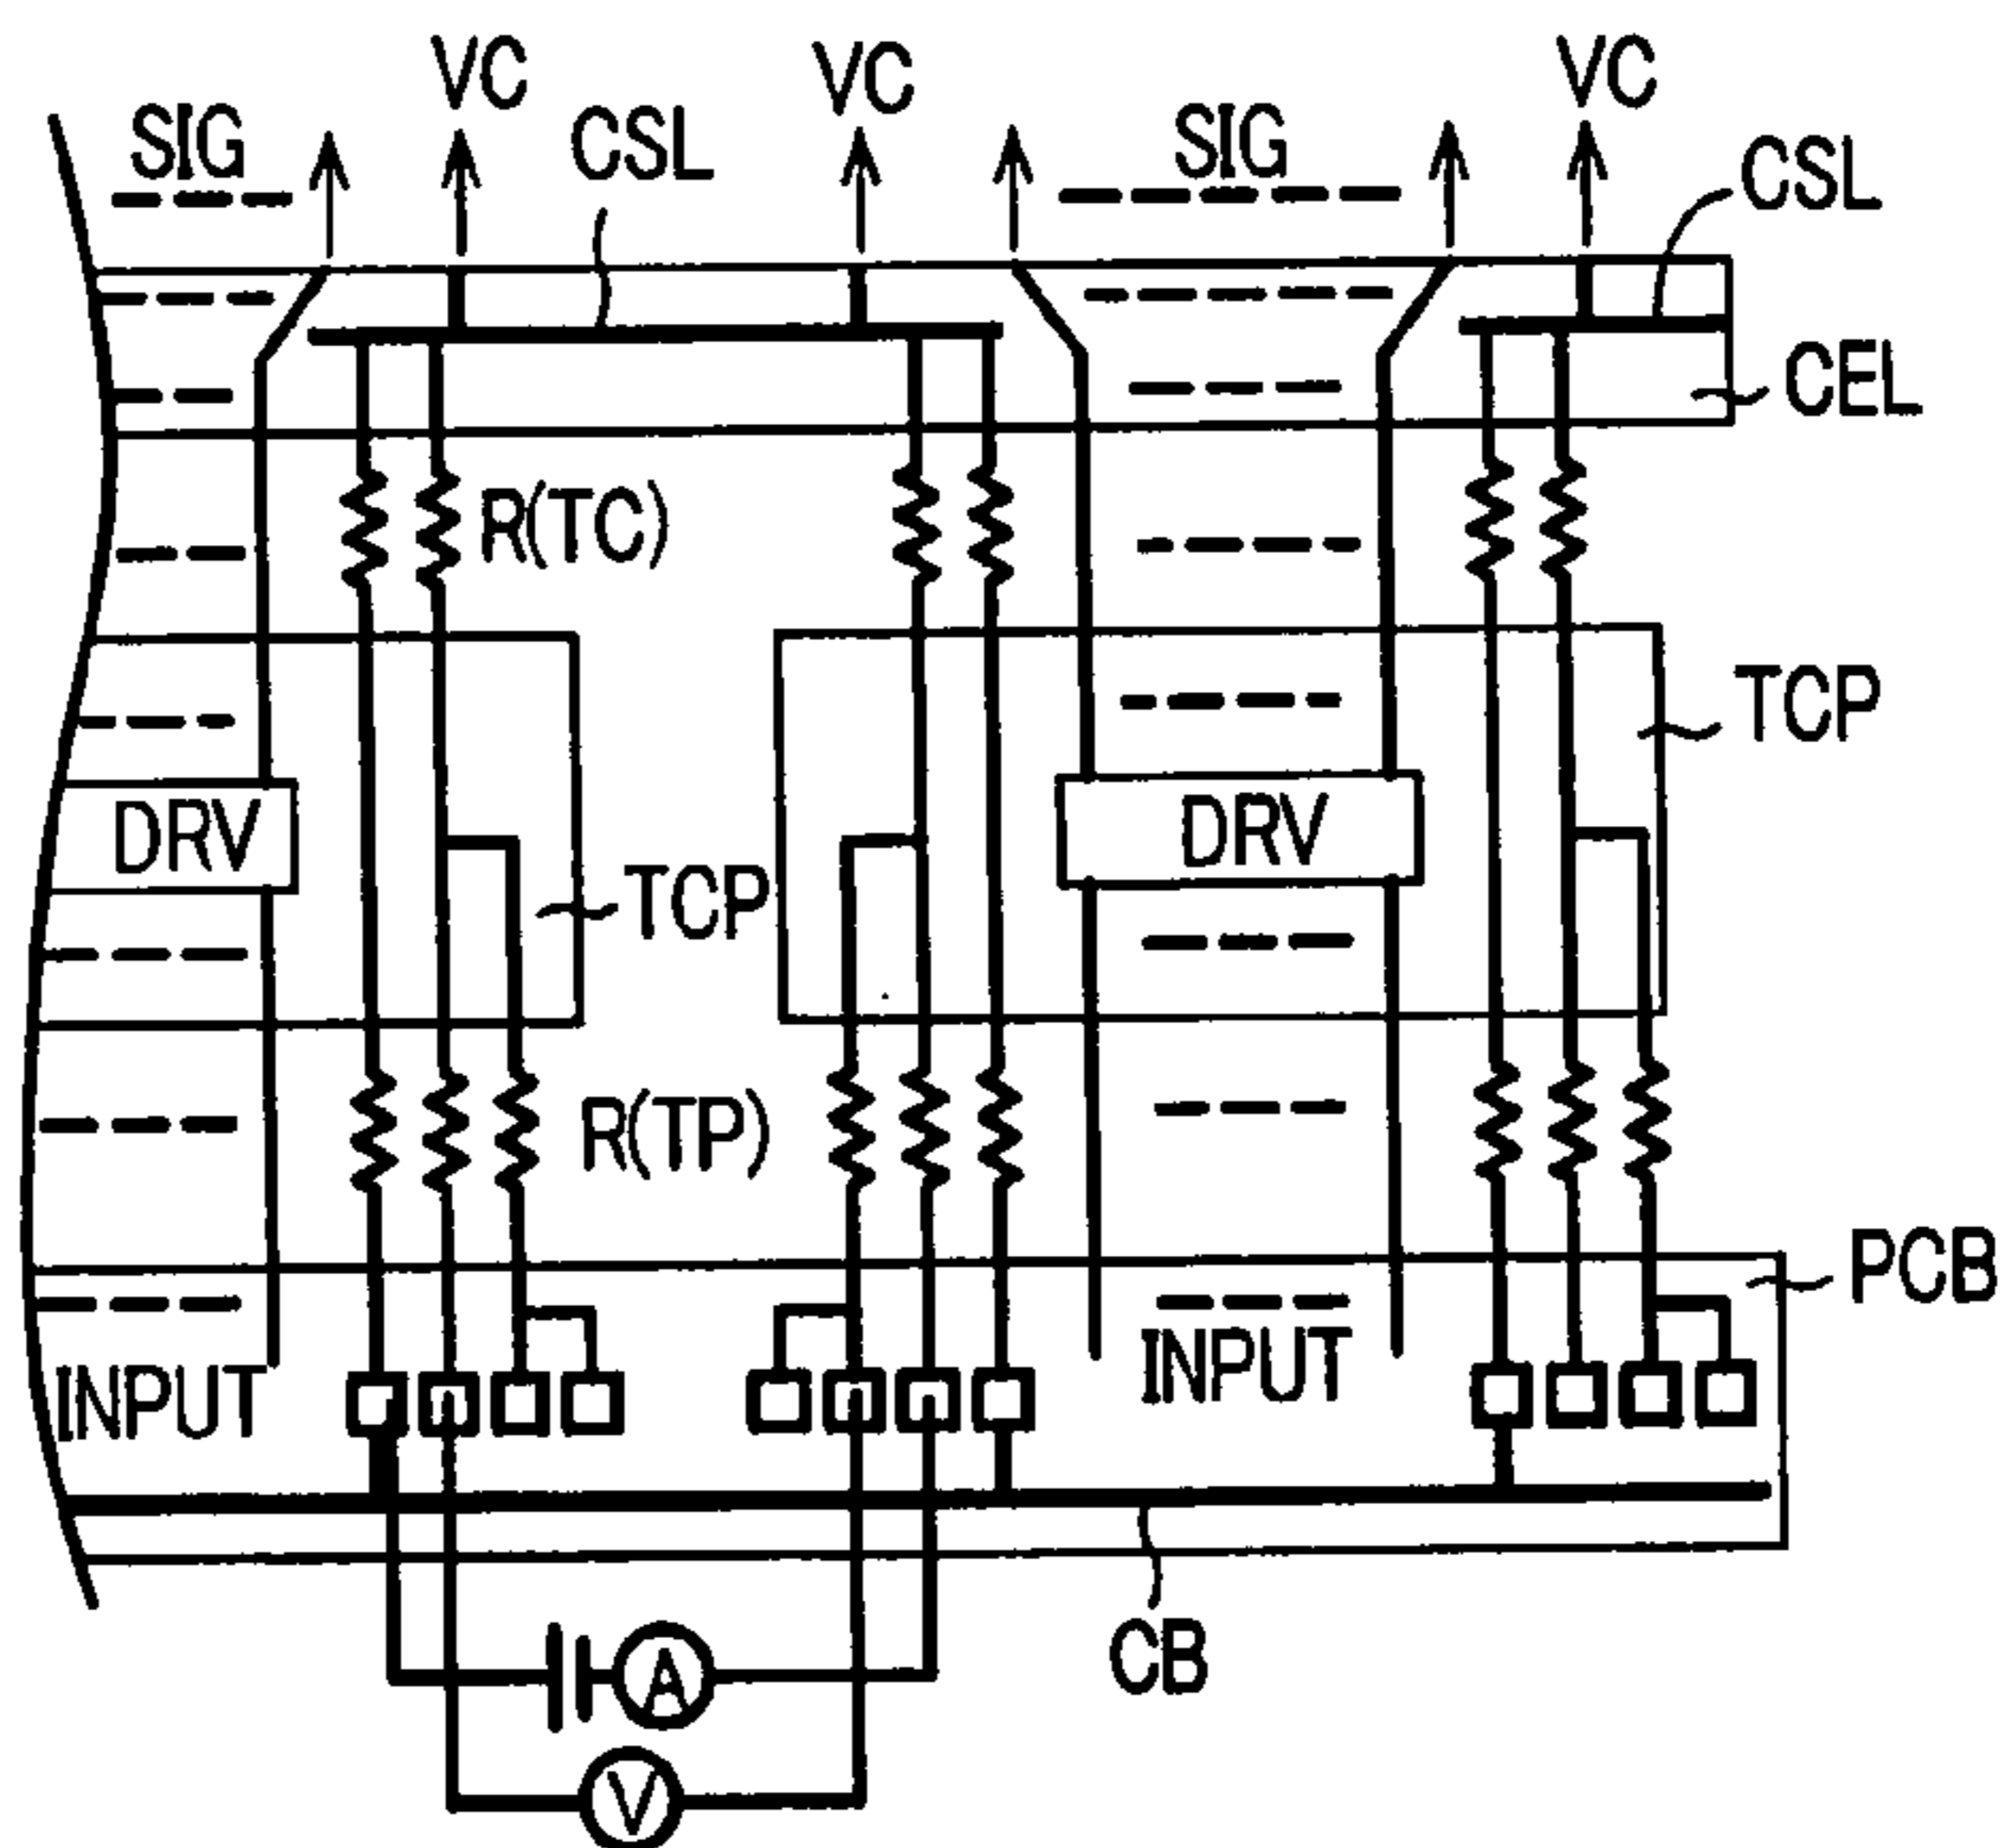 VC
VC
VC
SIG
CSL
SIG
CSL
CEL
R(TC)
TCP
DRV
DRV
TCP
R(TP)
PCB
INPUT
INPUT
CB
A
V